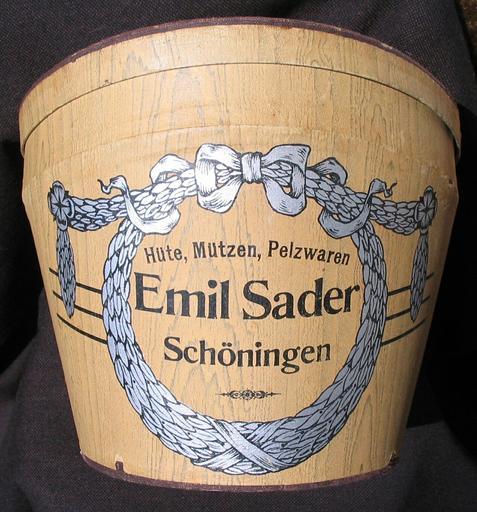 Hüte, Mützen, Pelzwaren
Emil Sader
Schöningen